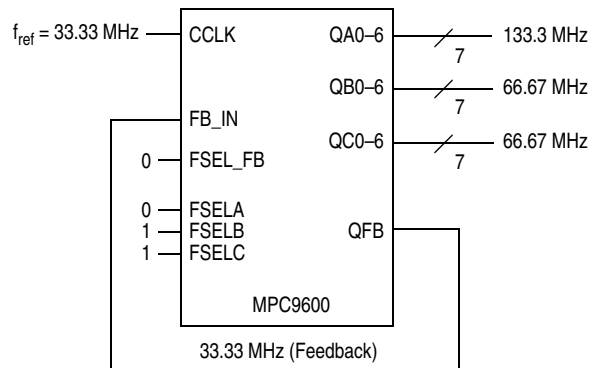 f_ref = 33.33 MHz
CCLK
QA0–6
7
133.3 MHz
QB0–6
7
66.67 MHz
FB_IN
QC0–6
7
66.67 MHz
0
FSEL_FB
0
FSELA
1
FSELB
QFB
1
FSELC
MPC9600
33.33 MHz (Feedback)